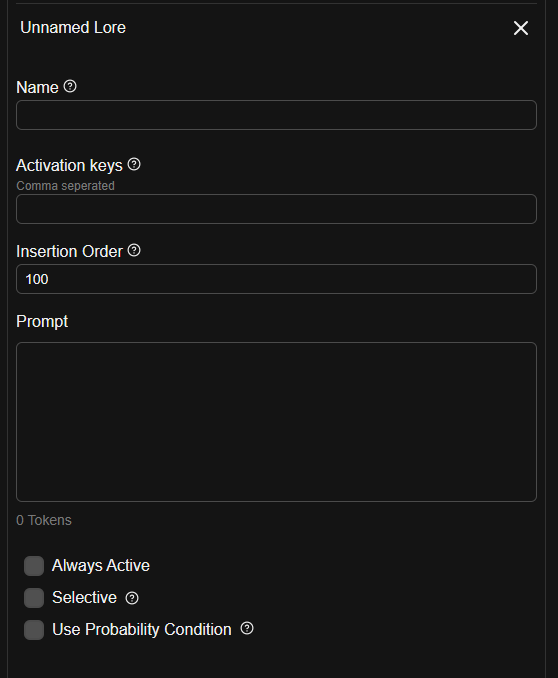 Unnamed Lore
Name
Activation keys
Comma seperated
Insertion Order
100
Prompt
0 Tokens
Always Active
Selective
Use Probability Condition